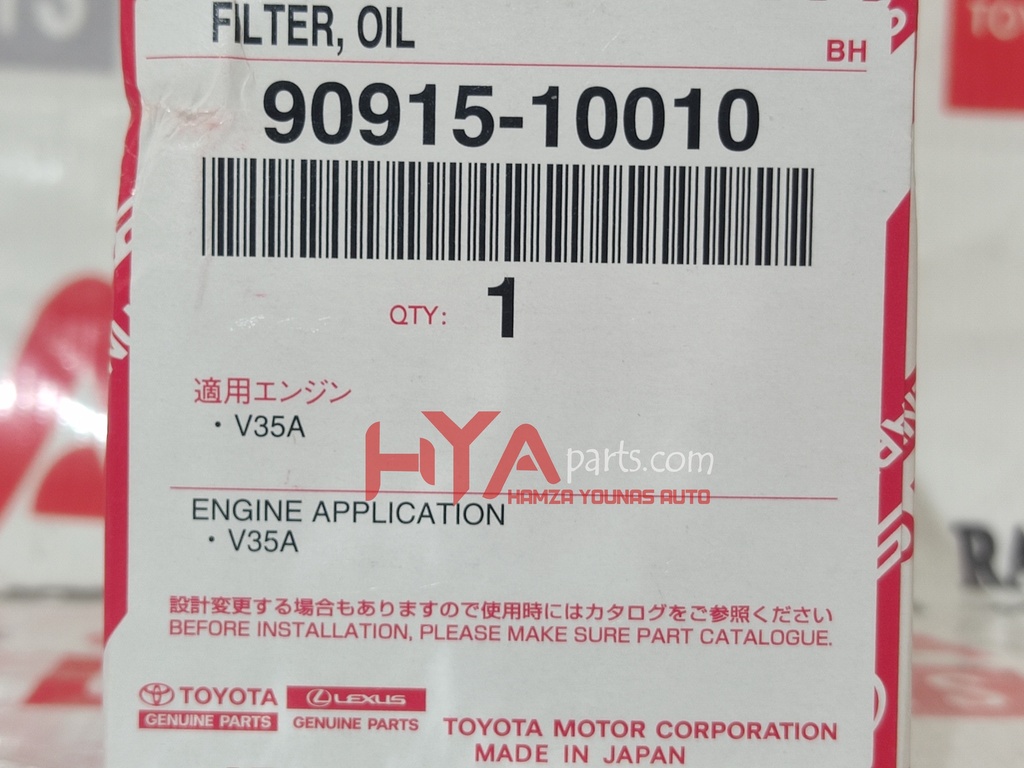 FILTER, OIL
BH
90915-10010
QTY: 1
適用エンジン
・V35A
HYAparts.com
HAMZA YOUNAS AUTO
ENGINE APPLICATION
・V35A
設計変更する場合もありますので使用時にはカタログをご参照ください
BEFORE INSTALLATION, PLEASE MAKE SURE PART CATALOGUE.
TOYOTA
GENUINE PARTS
LEXUS
GENUINE PARTS
TOYOTA MOTOR CORPORATION
MADE IN JAPAN